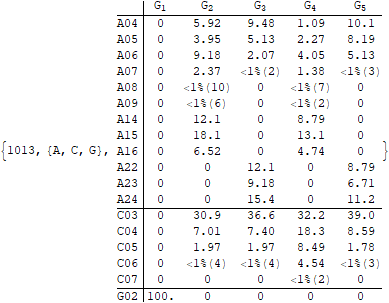 G1 G2 G3 G4 G5
A04 0 5.92 9.48 1.09 10.1
A05 0 3.95 5.13 2.27 8.19
A06 0 9.18 2.07 4.05 5.13
A07 0 2.37 <1%(2) 1.38 <1%(3)
A08 0 <1%(10) 0 <1%(7) 0
A09 0 <1%(6) 0 <1%(2) 0
A14 0 12.1 0 8.79 0
A15 0 18.1 0 13.1 0
{1013, {A, C, G}, A16 0 6.52 0 4.74 0 }
A22 0 0 12.1 0 8.79
A23 0 0 9.18 0 6.71
A24 0 0 15.4 0 11.2
C03 0 30.9 36.6 32.2 39.0
C04 0 7.01 7.40 18.3 8.59
C05 0 1.97 1.97 8.49 1.78
C06 0 <1%(4) <1%(4) 4.54 <1%(3)
C07 0 0 0 <1%(2) 0
G02 100. 0 0 0 0